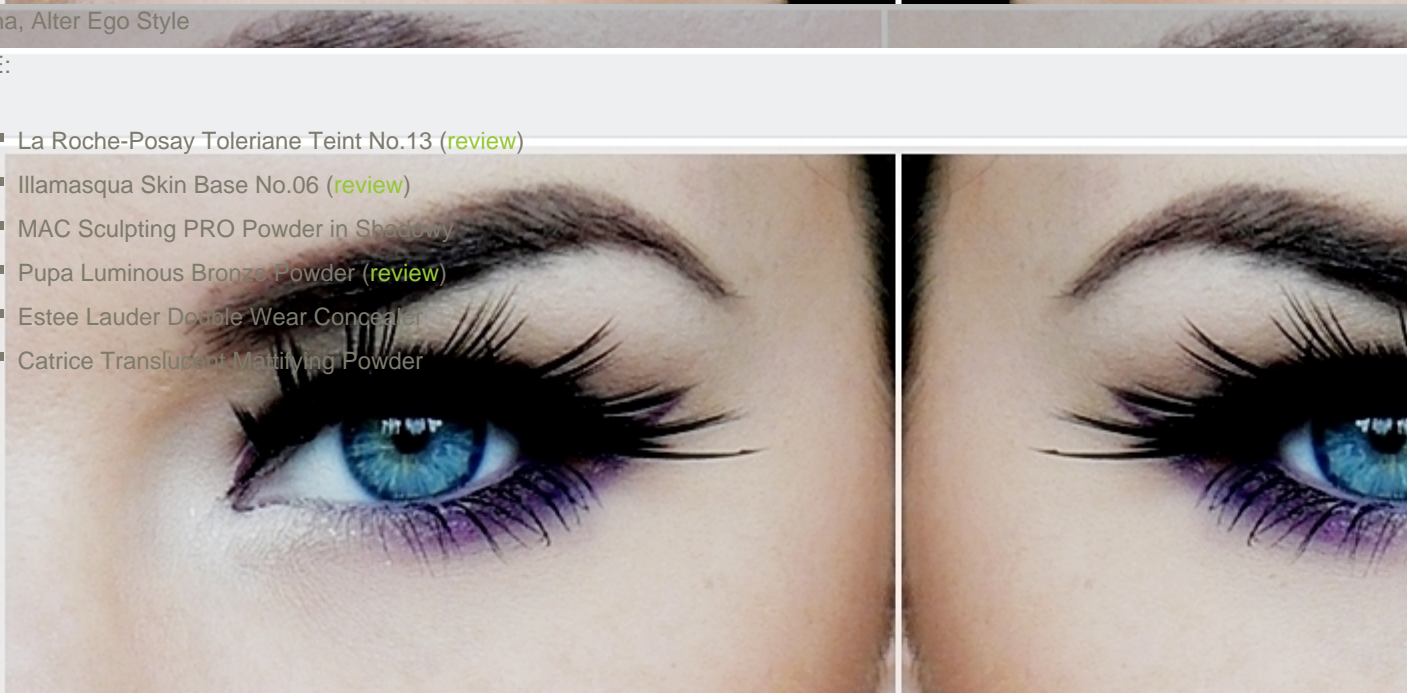 na, Alter Ego Style
E:
La Roche-Posay Toleriane Teint No.13 (review)
Illamasqua Skin Base No.06 (review)
MAC Sculpting PRO Powder in Shadowy
Pupa Luminous Bronze Powder (review)
Estee Lauder Double Wear Concealer
Catrice Translucent Mattifying Powder